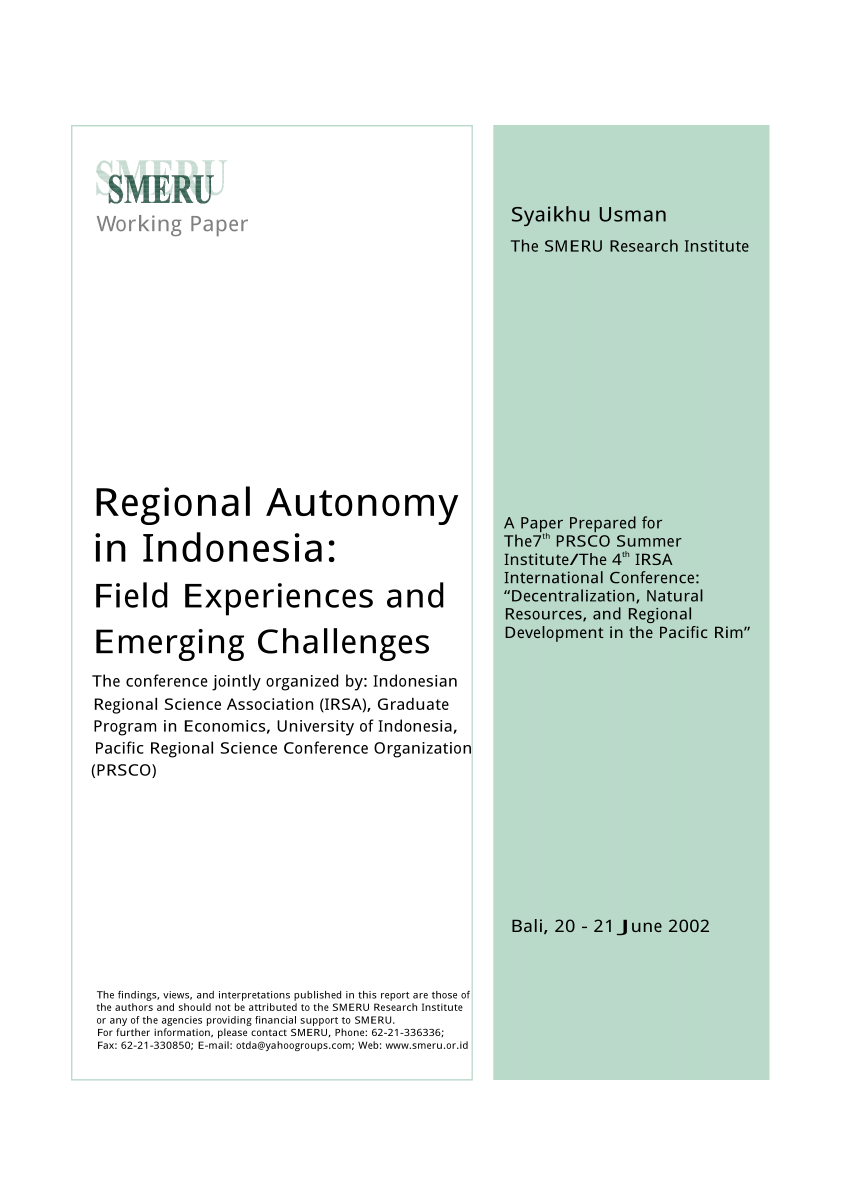 SMERU
SMERU
Working Paper
Regional Autonomy
in Indonesia:
Field Experiences and
Emerging Challenges
The conference jointly organized by: Indonesian
Regional Science Association (IRSA), Graduate
Program in Economics, University of Indonesia,
Pacific Regional Science Conference Organization
(PRSCO)
The findings, views, and interpretations published in this report are those of
the authors and should not be attributed to the SMERU Research Institute
or any of the agencies providing financial support to SMERU.
For further information, please contact SMERU, Phone: 62-21-336336;
Fax: 62-21-330850; E-mail: otda@yahoogroups.com; Web: www.smeru.or.id
Syaikhu Usman
The SMERU Research Institute
A Paper Prepared for
The7th PRSCO Summer
Institute/The 4th IRSA
International Conference:
“Decentralization, Natural
Resources, and Regional
Development in the Pacific Rim”
Bali, 20 - 21 June 2002